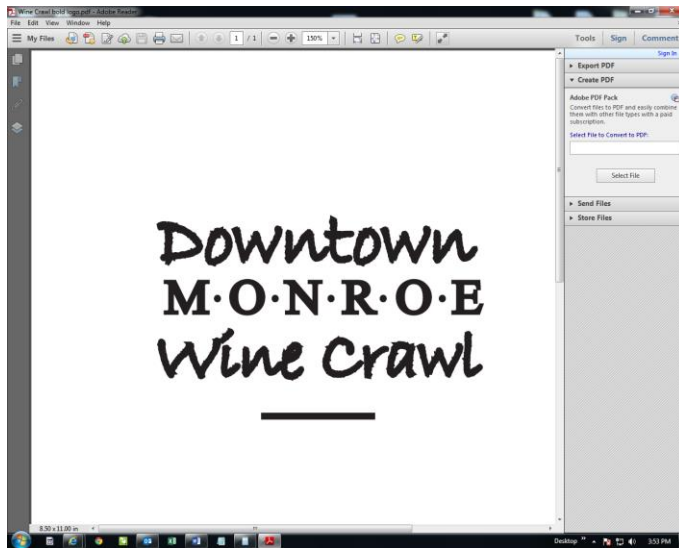 Wine Crawl bold logo.pdf - Adobe Reader
File Edit View Window Help
My Files 1 / 1 150% Tools Sign Comment
Sign In
Export PDF
Create PDF
Adobe PDF Pack
Convert files to PDF and easily combine
them with other file types with a paid
subscription.
Select File to Convert to PDF:
Select File
Send Files
Store Files
Downtown
M·O·N·R·O·E
Wine Crawl
8.50 x 11.00 in
Desktop 3:53 PM